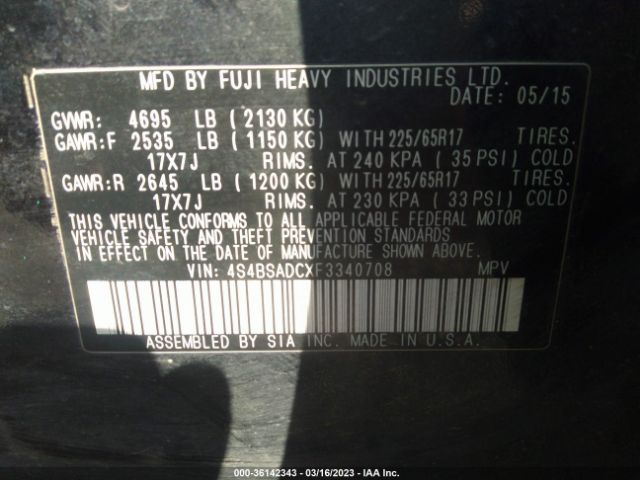 MFD BY FUJI HEAVY INDUSTRIES LTD.
DATE: 05/15
GVWR: 4695 LB ( 2130 KG)
GAWR:F 2535 LB ( 1150 KG) WITH 225/65R17 TIRES.
17X7J RIMS. AT 240 KPA ( 35 PSI) COLD
GAWR:R 2645 LB ( 1200 KG) WITH 225/65R17 TIRES.
17X7J RIMS. AT 230 KPA ( 33 PSI) COLD
THIS VEHICLE CONFORMS TO ALL APPLICABLE FEDERAL MOTOR
VEHICLE SAFETY AND THEFT PREVENTION STANDARDS
IN EFFECT ON THE DATE OF MANUFACTURE SHOWN ABOVE.
VIN: 4S4BSADCXF3340708 MPV
ASSEMBLED BY SIA INC. MADE IN U.S.A.
000-36142343 - 03/16/2023 - IAA Inc.